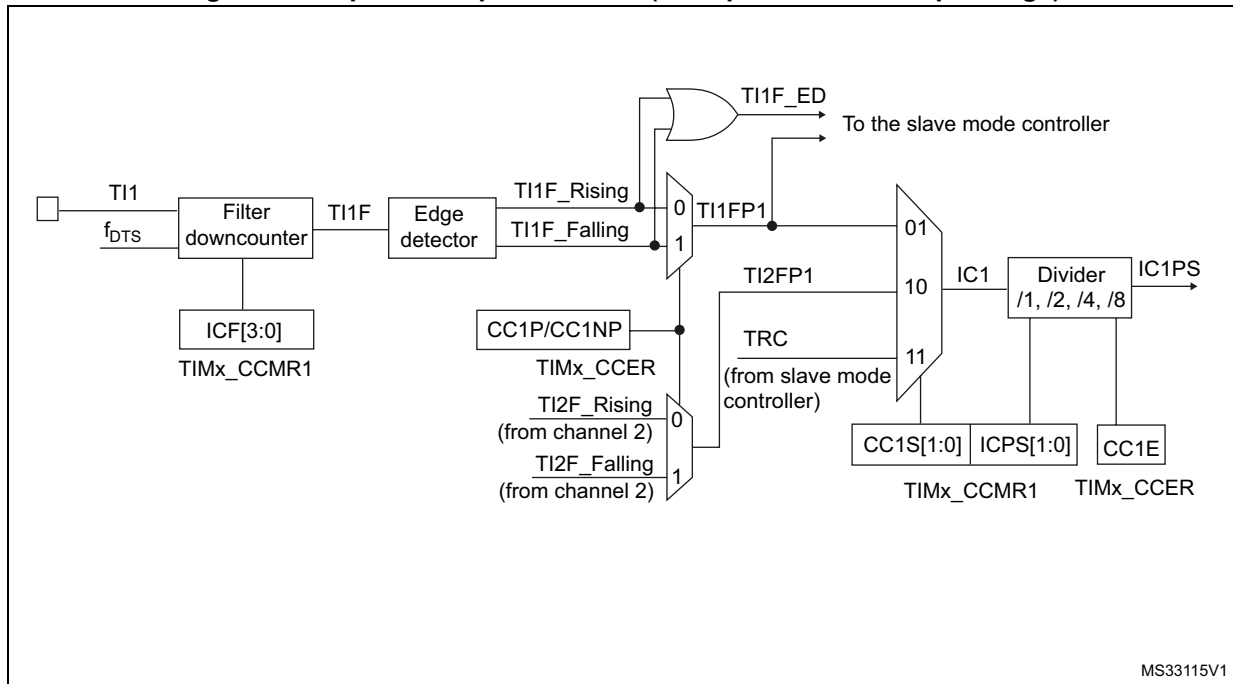 TI1F_ED
To the slave mode controller
TI1
TI1F_Rising
Filter
downcounter
TI1F
Edge
detector
0
TI1FP1
01
fDTS
TI1F_Falling
1
TI2FP1
10
IC1
Divider
/1, /2, /4, /8
IC1PS
ICF[3:0]
TIMx_CCMR1
CC1P/CC1NP
TIMx_CCER
TRC
11
(from slave mode
controller)
TI2F_Rising
0
(from channel 2)
TI2F_Falling
1
(from channel 2)
CC1S[1:0]
ICPS[1:0]
CC1E
TIMx_CCMR1
TIMx_CCER
MS33115V1